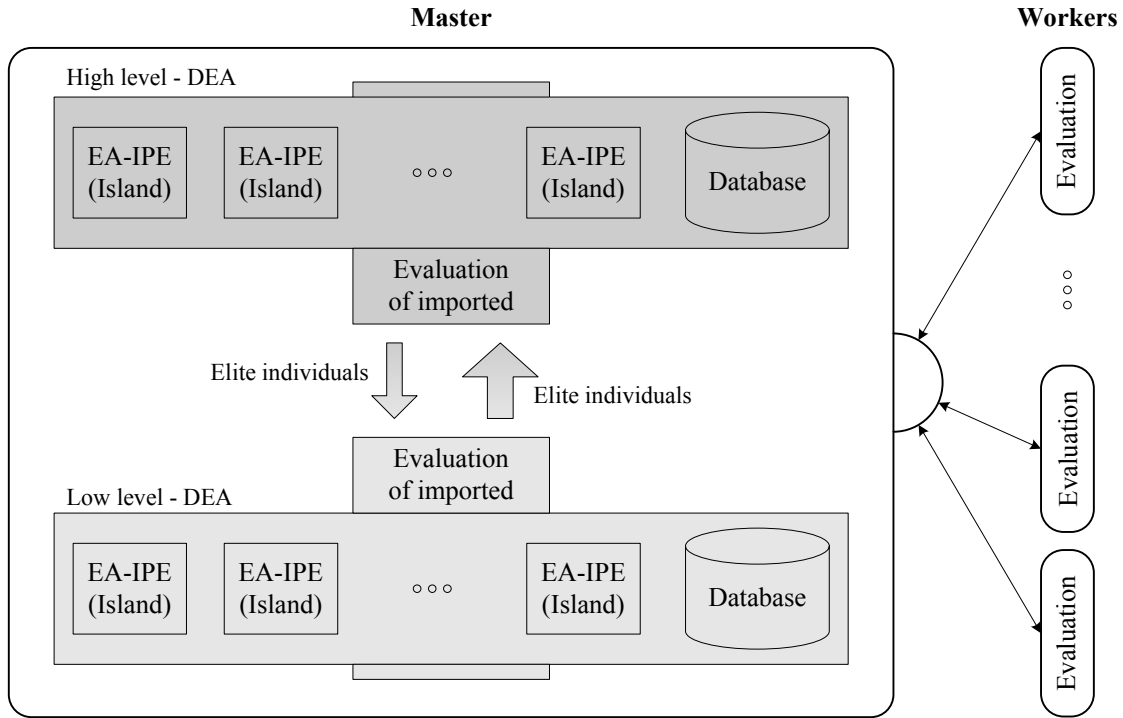 Master
Workers
High level - DEA
EA-IPE
(Island)
EA-IPE
(Island)
EA-IPE
(Island)
Database
Evaluation
of imported
Elite individuals
Elite individuals
Evaluation
of imported
Low level - DEA
EA-IPE
(Island)
EA-IPE
(Island)
EA-IPE
(Island)
Database
Evaluation
Evaluation
Evaluation